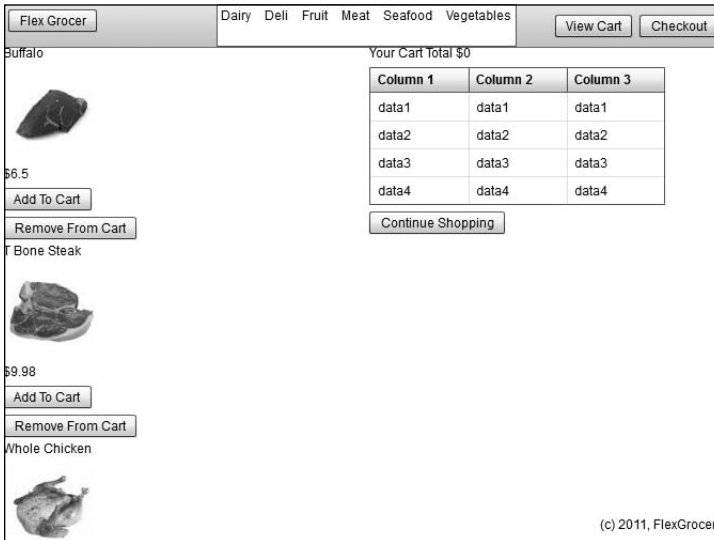 Flex Grocer
Dairy Deli Fruit Meat Seafood Vegetables
View Cart Checkout
Buffalo
$6.5
Add To Cart
Remove From Cart
T Bone Steak
$9.98
Add To Cart
Remove From Cart
Whole Chicken
Your Cart Total $0
Column 1 Column 2 Column 3
data1 data1 data1
data2 data2 data2
data3 data3 data3
data4 data4 data4
Continue Shopping
(c) 2011, FlexGrocer